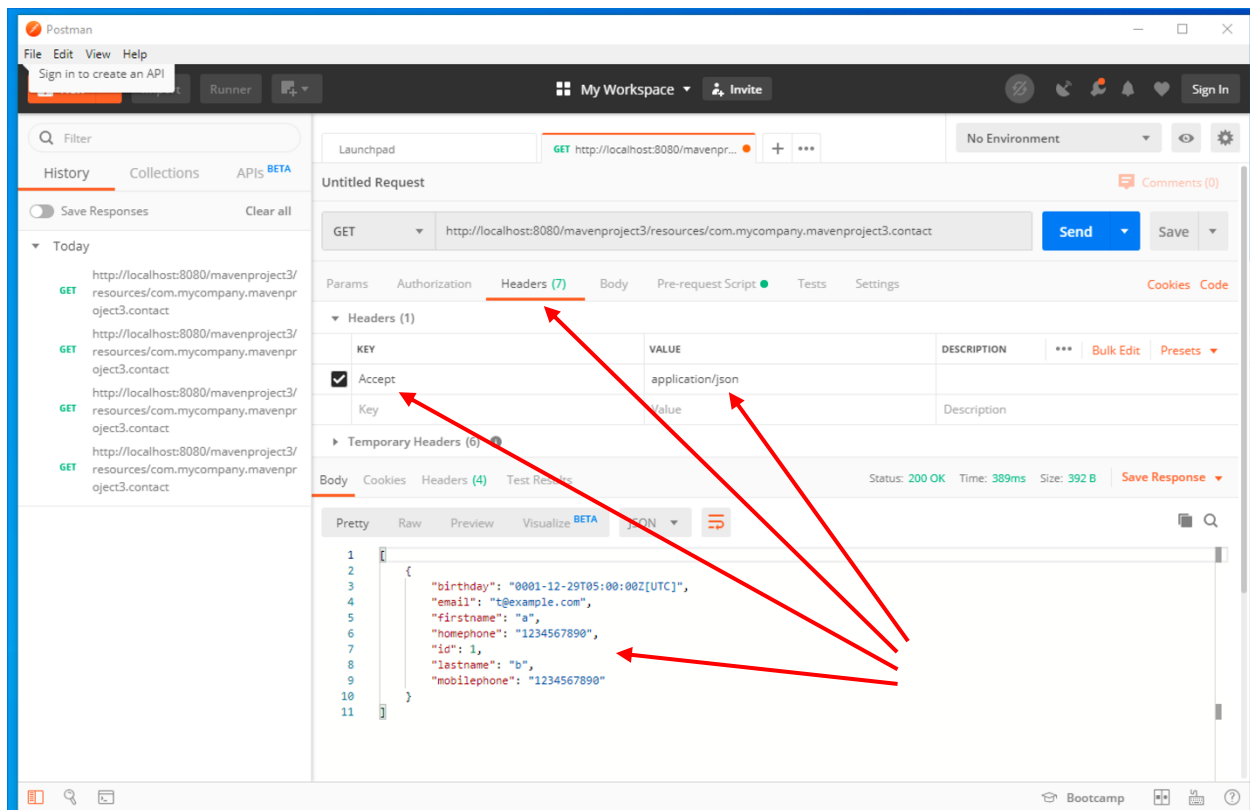 Postman
File Edit View Help
Sign in to create an API
Runner
My Workspace
Invite
Sign In
Filter
History Collections APIs BETA
Save Responses Clear all
Today
GET http://localhost:8080/mavenproject3/
resources/com.mycompany.mavenpr
oject3.contact
GET http://localhost:8080/mavenproject3/
resources/com.mycompany.mavenpr
oject3.contact
GET http://localhost:8080/mavenproject3/
resources/com.mycompany.mavenpr
oject3.contact
GET http://localhost:8080/mavenproject3/
resources/com.mycompany.mavenpr
oject3.contact
Launchpad GET http://localhost:8080/mavenpr... + •••
No Environment
Untitled Request Comments (0)
GET http://localhost:8080/mavenproject3/resources/com.mycompany.mavenproject3.contact Send Save
Params Authorization Headers (7) Body Pre-request Script Tests Settings Cookies Code
Headers (1)
KEY VALUE DESCRIPTION ••• Bulk Edit Presets
Accept application/json
Key Value Description
Temporary Headers (6)
Body Cookies Headers (4) Test Results Status: 200 OK Time: 389ms Size: 392 B Save Response
Pretty Raw Preview Visualize BETA JSON
1 [
2 {
3 "birthday": "0001-12-29T05:00:00Z[UTC]",
4 "email": "t@example.com",
5 "firstname": "a",
6 "homephone": "1234567890",
7 "id": 1,
8 "lastname": "b",
9 "mobilephone": "1234567890"
10 }
11 ]
Bootcamp